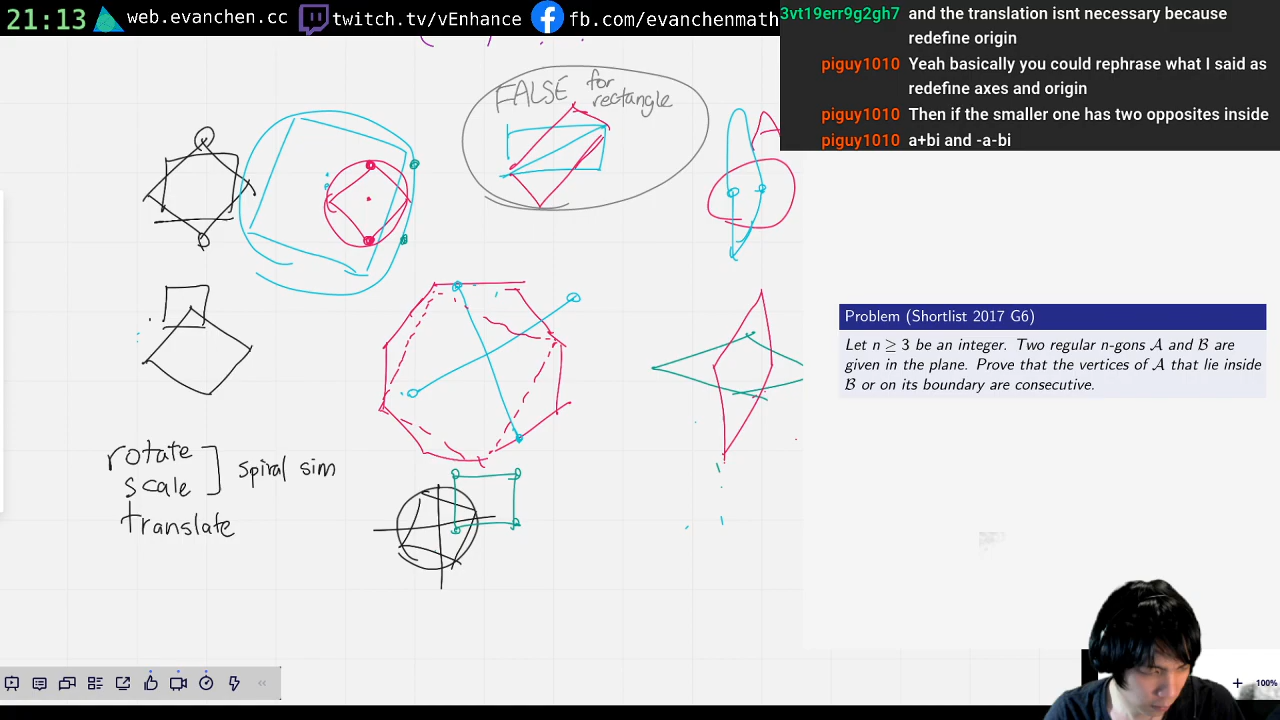 21:13 web.evanchen.cc twitch.tv/vEnhance fb.com/evanchenmath
3vt19err9g2gh7 and the translation isnt necessary because
redefine origin
piguy1010 Yeah basically you could rephrase what I said as
redefine axes and origin
piguy1010 Then if the smaller one has two opposites inside
piguy1010 a+bi and -a-bi
FALSE for
rectangle
Problem (Shortlist 2017 G6)
Let n ≥ 3 be an integer. Two regular n-gons 𝒜 and ℬ are
given in the plane. Prove that the vertices of 𝒜 that lie inside
ℬ or on its boundary are consecutive.
rotate
scale
spiral sim
translate
100%